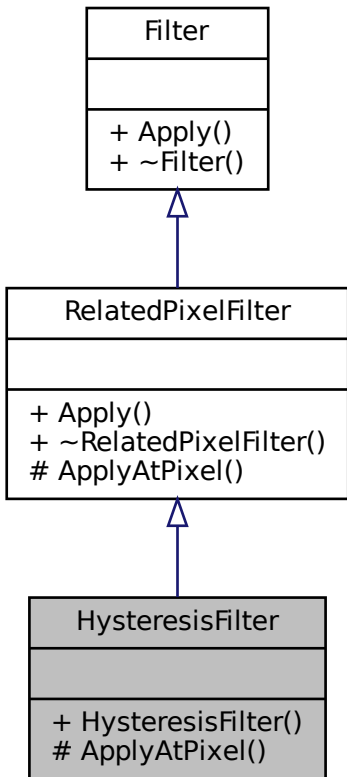 Filter
+ Apply()
+ ~Filter()
RelatedPixelFilter
+ Apply()
+ ~RelatedPixelFilter()
# ApplyAtPixel()
HysteresisFilter
+ HysteresisFilter()
# ApplyAtPixel()